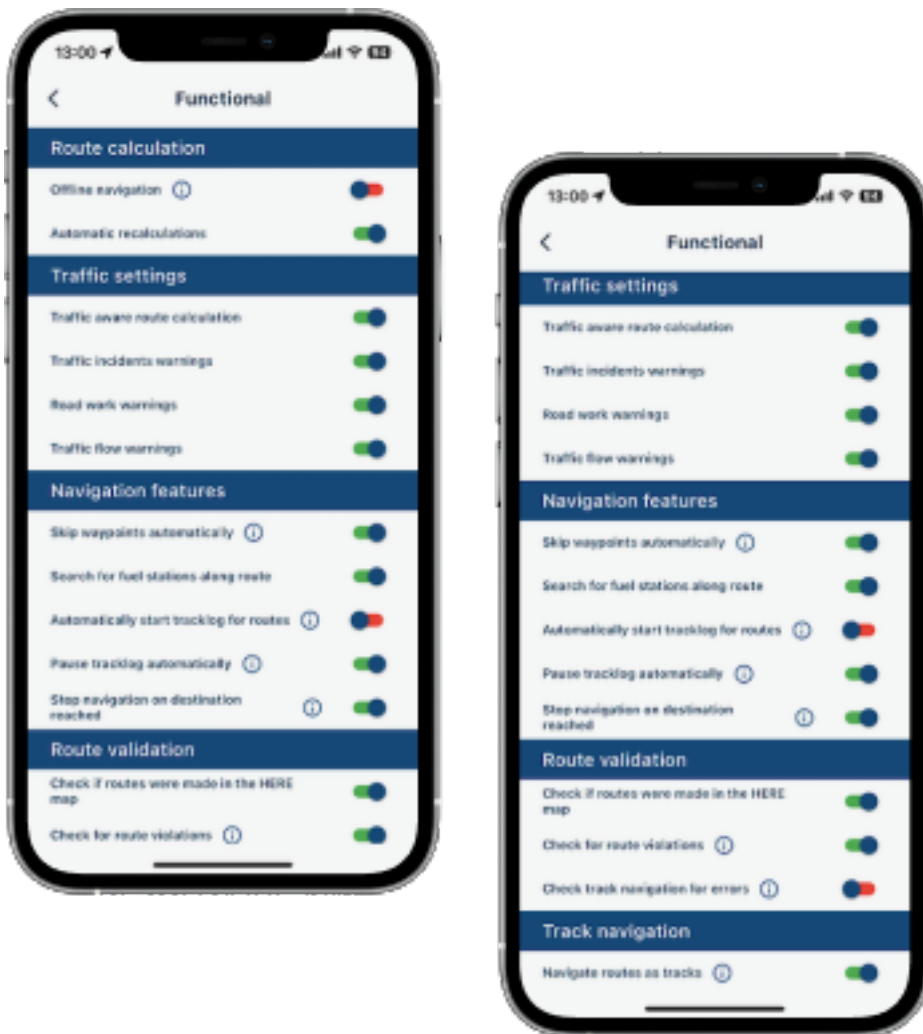 13:00
84
Functional
Route calculation
Offline navigation
Automatic recalculations
Traffic settings
Traffic aware route calculation
Traffic incidents warnings
Road work warnings
Traffic flow warnings
Navigation features
Skip waypoints automatically
Search for fuel stations along route
Automatically start tracklog for routes
Pause tracklog automatically
Stop navigation on destination
reached
Route validation
Check if routes were made in the HERE
map
Check for route violations
13:00
84
Functional
Traffic settings
Traffic aware route calculation
Traffic incidents warnings
Road work warnings
Traffic flow warnings
Navigation features
Skip waypoints automatically
Search for fuel stations along route
Automatically start tracklog for routes
Pause tracklog automatically
Stop navigation on destination
reached
Route validation
Check if routes were made in the HERE
map
Check for route violations
Check track navigation for errors
Track navigation
Navigate routes as tracks